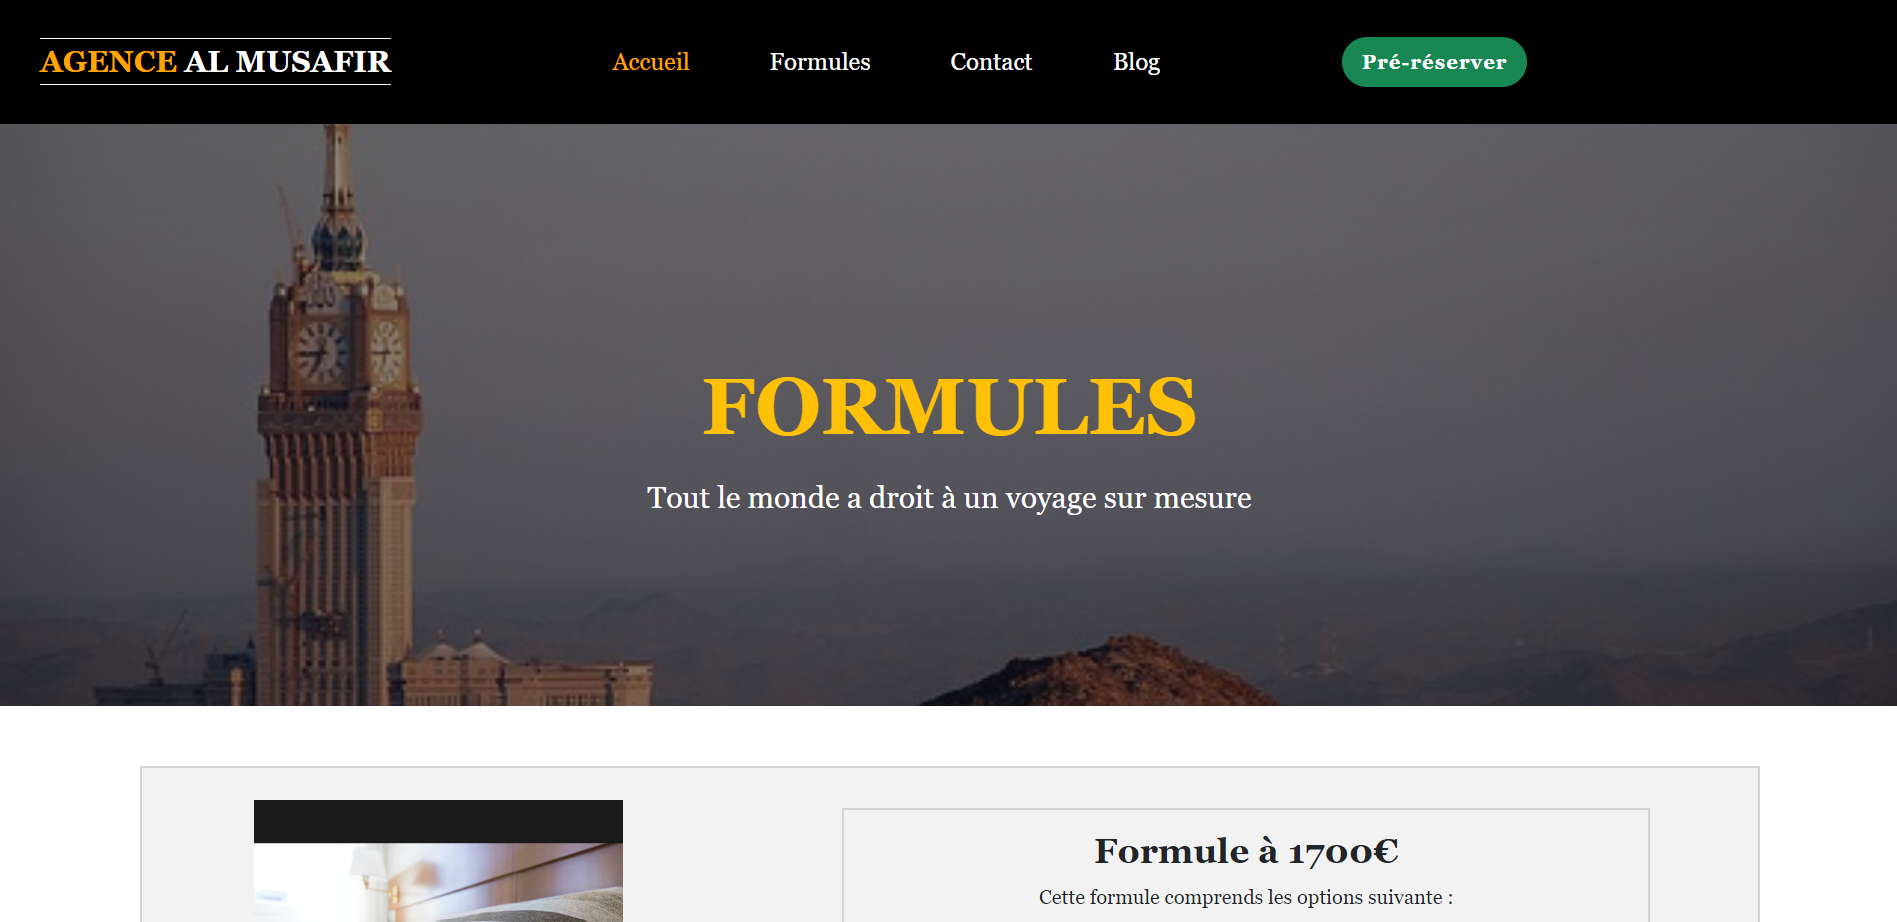 AGENCE AL MUSAFIR
Accueil
Formules
Contact
Blog
Pré-réserver
FORMULES
Tout le monde a droit à un voyage sur mesure
Formule à 1700€
Cette formule comprends les options suivante :